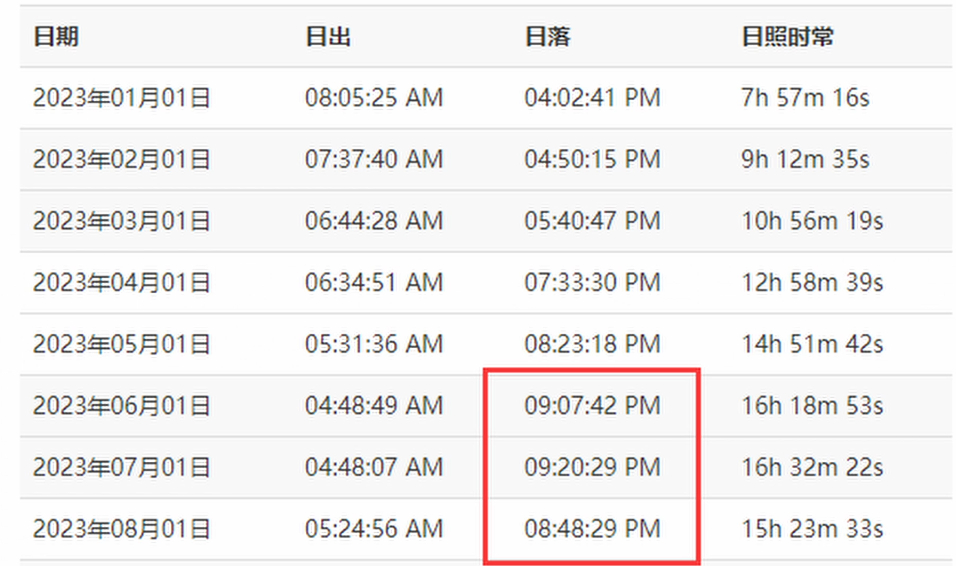 日期 日出 日落 日照时常
2023年01月01日 08:05:25 AM 04:02:41 PM 7h 57m 16s
2023年02月01日 07:37:40 AM 04:50:15 PM 9h 12m 35s
2023年03月01日 06:44:28 AM 05:40:47 PM 10h 56m 19s
2023年04月01日 06:34:51 AM 07:33:30 PM 12h 58m 39s
2023年05月01日 05:31:36 AM 08:23:18 PM 14h 51m 42s
2023年06月01日 04:48:49 AM 09:07:42 PM 16h 18m 53s
2023年07月01日 04:48:07 AM 09:20:29 PM 16h 32m 22s
2023年08月01日 05:24:56 AM 08:48:29 PM 15h 23m 33s